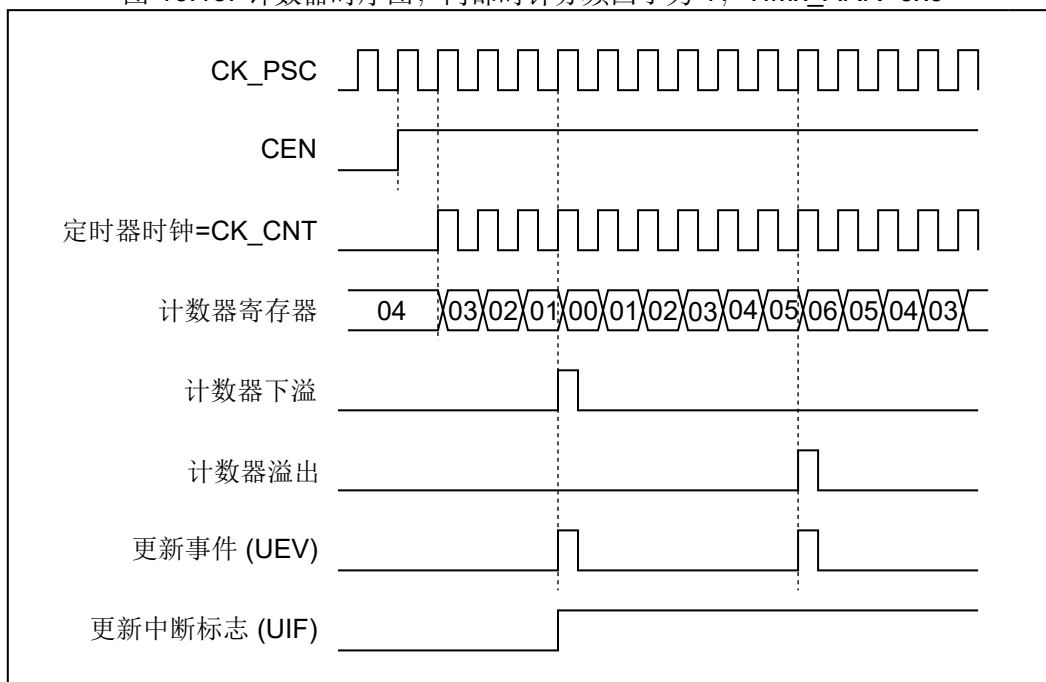 CK_PSC
CEN
定时器时钟=CK_CNT
计数器寄存器 04 03 02 01 00 01 02 03 04 05 06 05 04 03
计数器下溢
计数器溢出
更新事件 (UEV)
更新中断标志 (UIF)